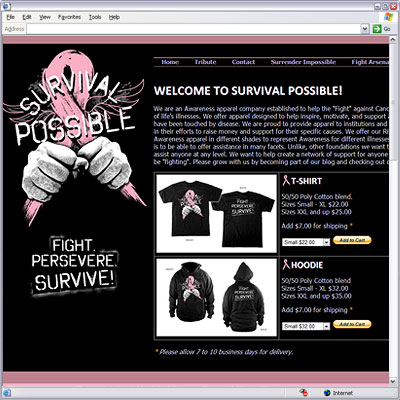 File Edit View Favorites Tools Help
Address
Go
SURVIVAL
POSSIBLE
FIGHT.
PERSEVERE.
SURVIVE!
Home Tribute Contact Surrender Impossible Fight Arsena
WELCOME TO SURVIVAL POSSIBLE!
We are an Awareness apparel company established to help the "Fight" against Canc
of life's illnesses. We offer apparel designed to help inspire, motivate, and support a
have been touched by disease. We are proud to provide apparel to institutions and
in their efforts to raise money and support for their specific causes. We offer our Ri
Awareness apparel in different shades to represent Awareness for different illnesses
is to be able to offer assistance in many facets. Unlike, other foundations we want t
assist anyone at any level. We want to help create a network of support for anyone
be "fighting". Please grow with us by becoming part of our blog and checking out o
T-SHIRT
50/50 Poly Cotton blend.
Sizes Small - XL $22.00
Sizes XXL and up $25.00
Add $7.00 for shipping *
Small $22.00 Add to Cart
HOODIE
50/50 Poly Cotton blend
Sizes Small - XL $32.00
Sizes XXL and up $35.00
Add $7.00 for shipping *
Small $32.00 Add to Cart
* Please allow 7 to 10 business days for delivery.
Internet